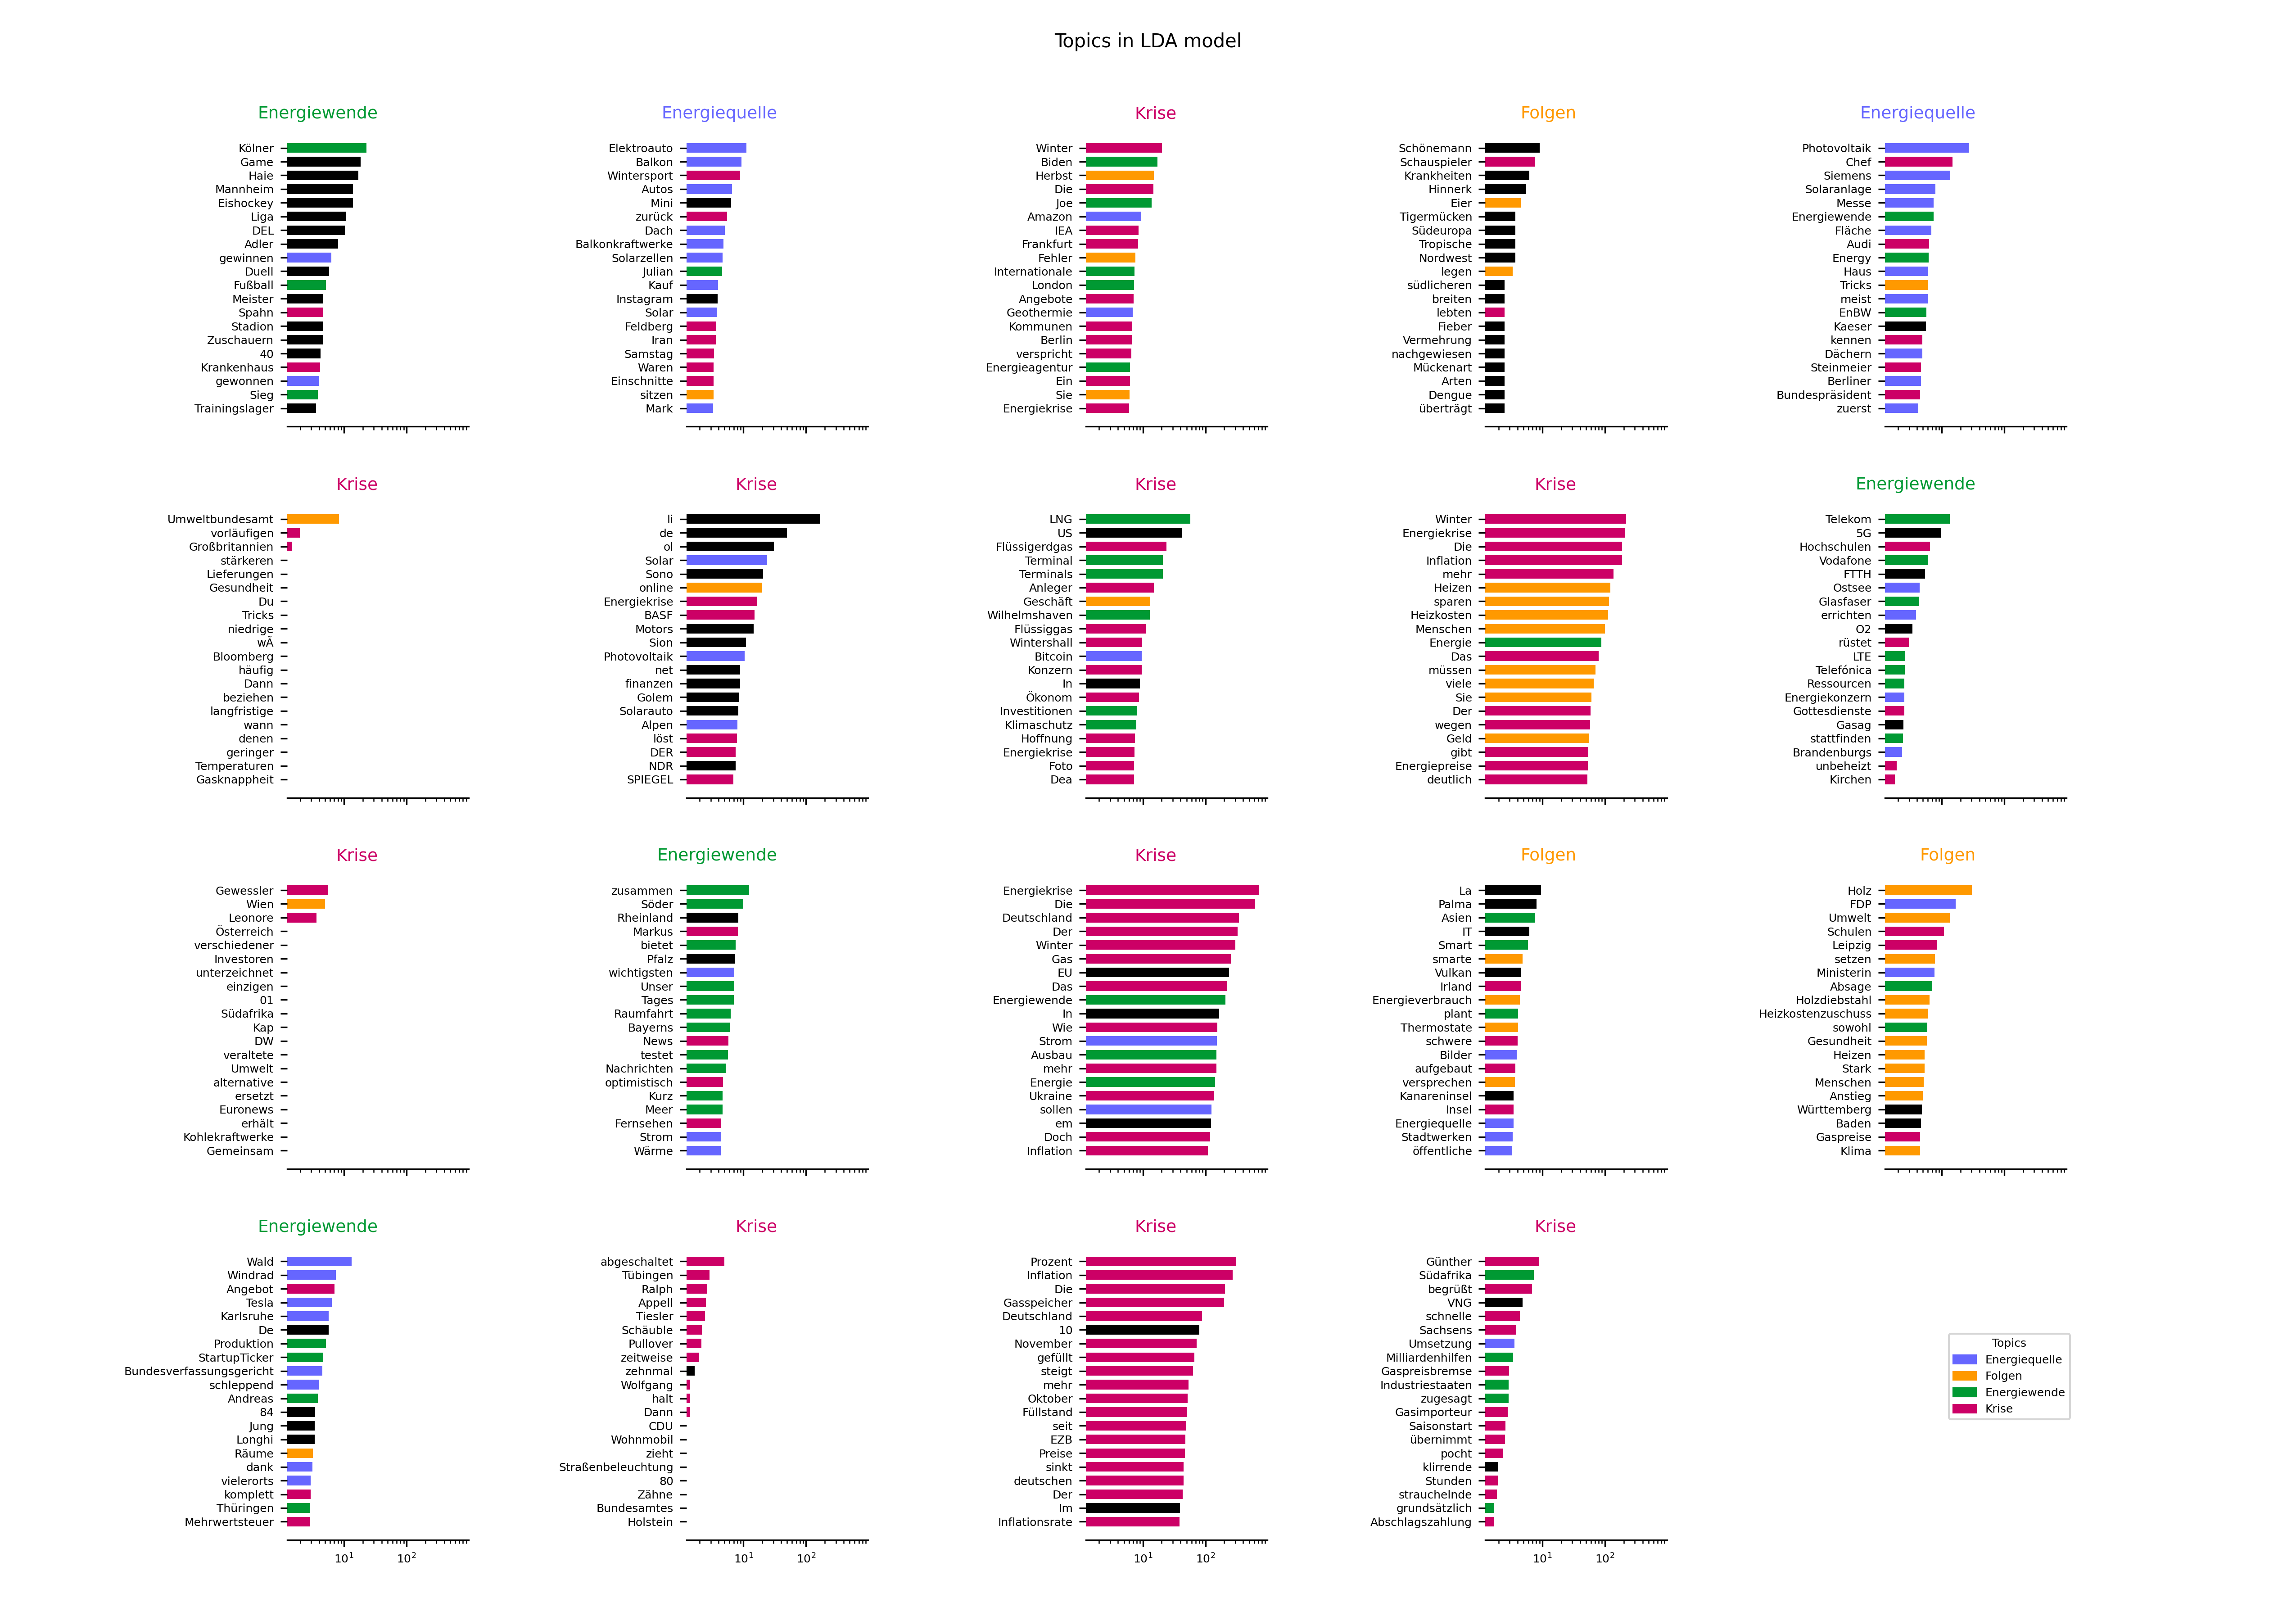 Topics in LDA model
Energiewende
Kölner
Game
Haie
Mannheim
Eishockey
Liga
DEL
Adler
gewinnen
Duell
Fußball
Meister
Spahn
Stadion
Zuschauern
40
Krankenhaus
gewonnen
Sieg
Trainingslager
Energiequelle
Elektroauto
Balkon
Wintersport
Autos
Mini
zurück
Dach
Balkonkraftwerke
Solarzellen
Julian
Kauf
Instagram
Solar
Feldberg
Iran
Samstag
Waren
Einschnitte
sitzen
Mark
Krise
Winter
Biden
Herbst
Die
Joe
Amazon
IEA
Frankfurt
Fehler
Internationale
London
Angebote
Geothermie
Kommunen
Berlin
verspricht
Energieagentur
Ein
Sie
Energiekrise
Folgen
Schönemann
Schauspieler
Krankheiten
Hinnerk
Eier
Tigermücken
Südeuropa
Tropische
Nordwest
legen
südlicheren
breiten
lebten
Fieber
Vermehrung
nachgewiesen
Mückenart
Arten
Dengue
überträgt
Energiequelle
Photovoltaik
Chef
Siemens
Solaranlage
Messe
Energiewende
Fläche
Audi
Energy
Haus
Tricks
meist
EnBW
Kaeser
kennen
Dächern
Steinmeier
Berliner
Bundespräsident
zuerst
Krise
Umweltbundesamt
vorläufigen
Großbritannien
stärkeren
Lieferungen
Gesundheit
Du
Tricks
niedrige
wÃ
Bloomberg
häufig
Dann
beziehen
langfristige
wann
denen
geringer
Temperaturen
Gasknappheit
Krise
li
de
ol
Solar
Sono
online
Energiekrise
BASF
Motors
Sion
Photovoltaik
net
finanzen
Golem
Solarauto
Alpen
löst
DER
NDR
SPIEGEL
Krise
LNG
US
Flüssigerdgas
Terminal
Terminals
Anleger
Geschäft
Wilhelmshaven
Flüssiggas
Wintershall
Bitcoin
Konzern
In
Ökonom
Investitionen
Klimaschutz
Hoffnung
Energiekrise
Foto
Dea
Krise
Winter
Energiekrise
Die
Inflation
mehr
Heizen
sparen
Heizkosten
Menschen
Energie
Das
müssen
viele
Sie
Der
wegen
Geld
gibt
Energiepreise
deutlich
Energiewende
Telekom
5G
Hochschulen
Vodafone
FTTH
Ostsee
Glasfaser
errichten
O2
rüstet
LTE
Telefónica
Ressourcen
Energiekonzern
Gottesdienste
Gasag
stattfinden
Brandenburgs
unbeheizt
Kirchen
Krise
Gewessler
Wien
Leonore
Österreich
verschiedener
Investoren
unterzeichnet
einzigen
01
Südafrika
Kap
DW
veraltete
Umwelt
alternative
ersetzt
Euronews
erhält
Kohlekraftwerke
Gemeinsam
Energiewende
zusammen
Söder
Rheinland
Markus
bietet
Pfalz
wichtigsten
Unser
Tages
Raumfahrt
Bayerns
News
testet
Nachrichten
optimistisch
Kurz
Meer
Fernsehen
Strom
Wärme
Krise
Energiekrise
Die
Deutschland
Der
Winter
Gas
EU
Das
Energiewende
In
Wie
Strom
Ausbau
mehr
Energie
Ukraine
sollen
em
Doch
Inflation
Folgen
La
Palma
Asien
IT
Smart
smarte
Vulkan
Irland
Energieverbrauch
plant
Thermostate
schwere
Bilder
aufgebaut
versprechen
Kanareninsel
Insel
Energiequelle
Stadtwerken
öffentliche
Folgen
Holz
FDP
Umwelt
Schulen
Leipzig
setzen
Ministerin
Absage
Holzdiebstahl
Heizkostenzuschuss
sowohl
Gesundheit
Heizen
Stark
Menschen
Anstieg
Württemberg
Baden
Gaspreise
Klima
Energiewende
Wald
Windrad
Angebot
Tesla
Karlsruhe
De
Produktion
StartupTicker
Bundesverfassungsgericht
schleppend
Andreas
84
Jung
Longhi
Räume
dank
vielerorts
komplett
Thüringen
Mehrwertsteuer
10¹ 10²
Krise
abgeschaltet
Tübingen
Ralph
Appell
Tiesler
Schäuble
Pullover
zeitweise
zehnmal
Wolfgang
halt
Dann
CDU
Wohnmobil
zieht
Straßenbeleuchtung
80
Zähne
Bundesamtes
Holstein
10¹ 10²
Krise
Prozent
Inflation
Die
Gasspeicher
Deutschland
10
November
gefüllt
steigt
mehr
Oktober
Füllstand
seit
EZB
Preise
sinkt
deutschen
Der
Im
Inflationsrate
10¹ 10²
Krise
Günther
Südafrika
begrüßt
VNG
schnelle
Sachsens
Umsetzung
Milliardenhilfen
Gaspreisbremse
Industriestaaten
zugesagt
Gasimporteur
Saisonstart
übernimmt
pocht
klirrende
Stunden
strauchelnde
grundsätzlich
Abschlagszahlung
10¹ 10²
Topics
Energiequelle
Folgen
Energiewende
Krise